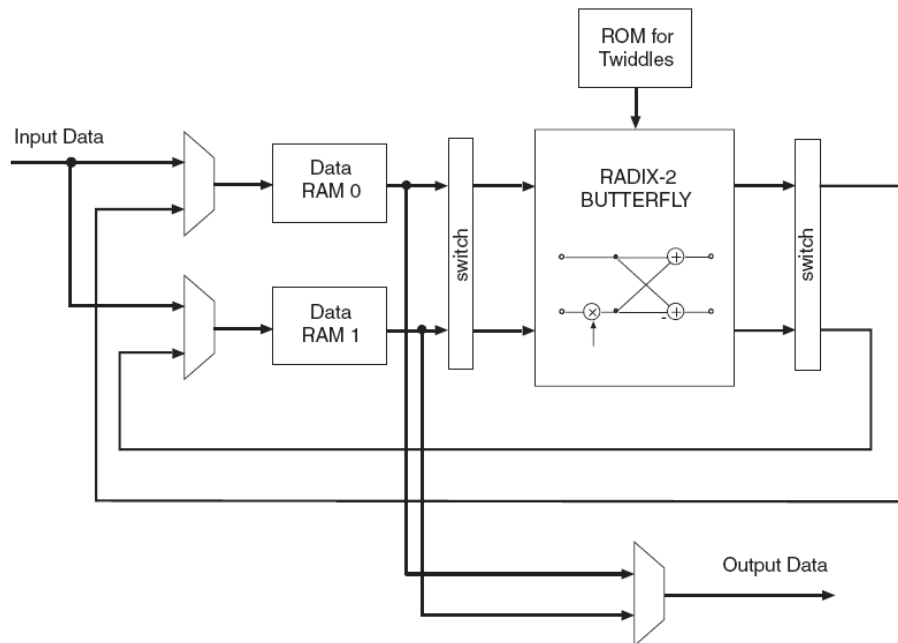 ROM for
Twiddles
Input Data
Data
RAM 0
switch
RADIX-2
BUTTERFLY
switch
Data
RAM 1
Output Data